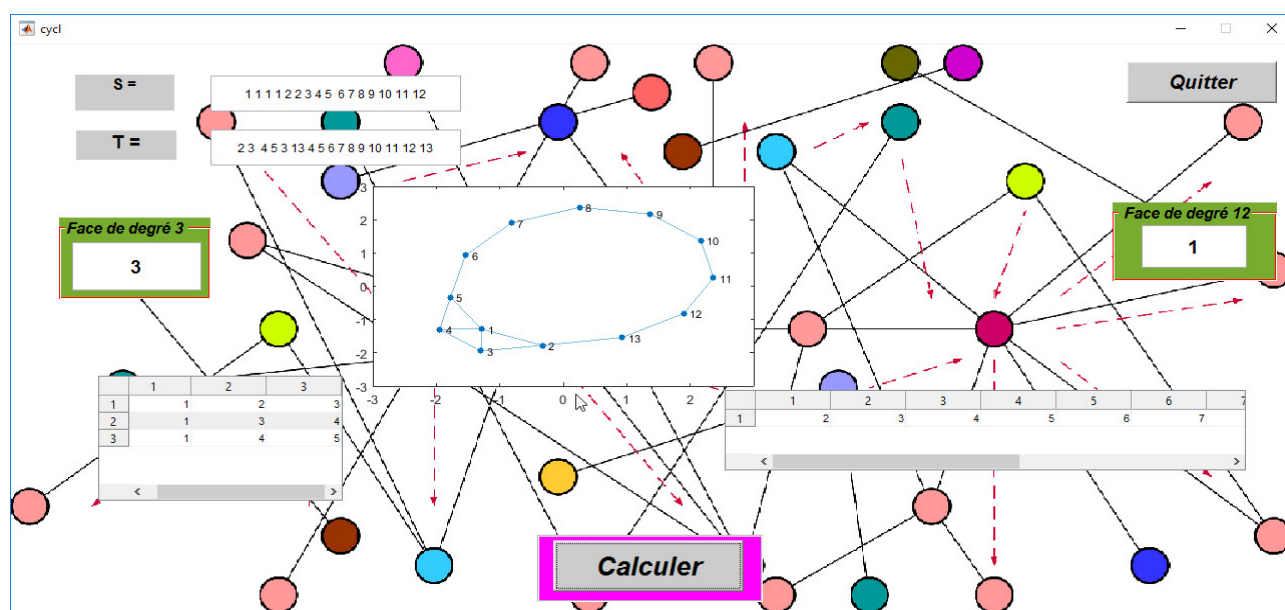 cycl
S =
1 1 1 1 2 2 3 4 5 6 7 8 9 10 11 12
Quitter
T =
2 3 4 5 3 13 4 5 6 7 8 9 10 11 12 13
Face de degré 3
3
Face de degré 12
1
3
2
1
0
-1
-2
-3
-3
-2
-1
0
1
2
3
8
9
7
10
6
11
5
12
4
1
13
3
2
1 2 3
1 1 2 3
2 1 3 4
3 1 4 5
1 2 3 4 5 6 7
1 2 3 4 5 6 7
Calculer